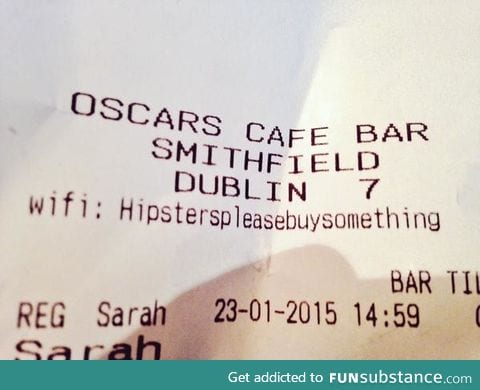 OSCARS CAFE BAR
SMITHFIELD
DUBLIN 7
wifi: Hipsterspleasebuysomething
BAR
REG Sarah 23-01-2015 14:59
Sarah
Get addicted to FUNsubstance.com